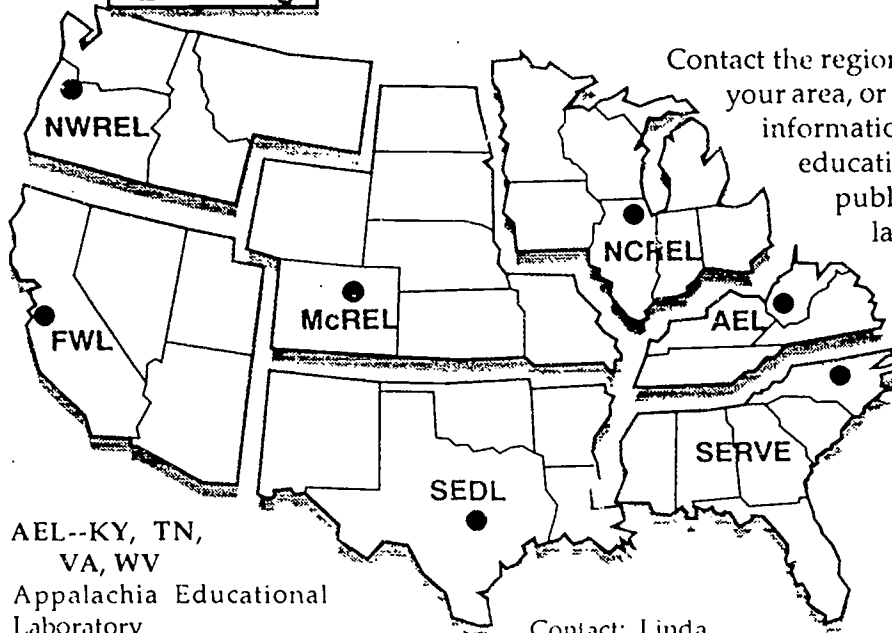 Contact the region
your area, or
informatio
educati
publ
la
NWREL
NCREL
McREL
AEL
FWL
SERVE
SEDL
AEL--KY, TN,
VA, WV
Appalachia Educational
Laboratory
Contact: Linda